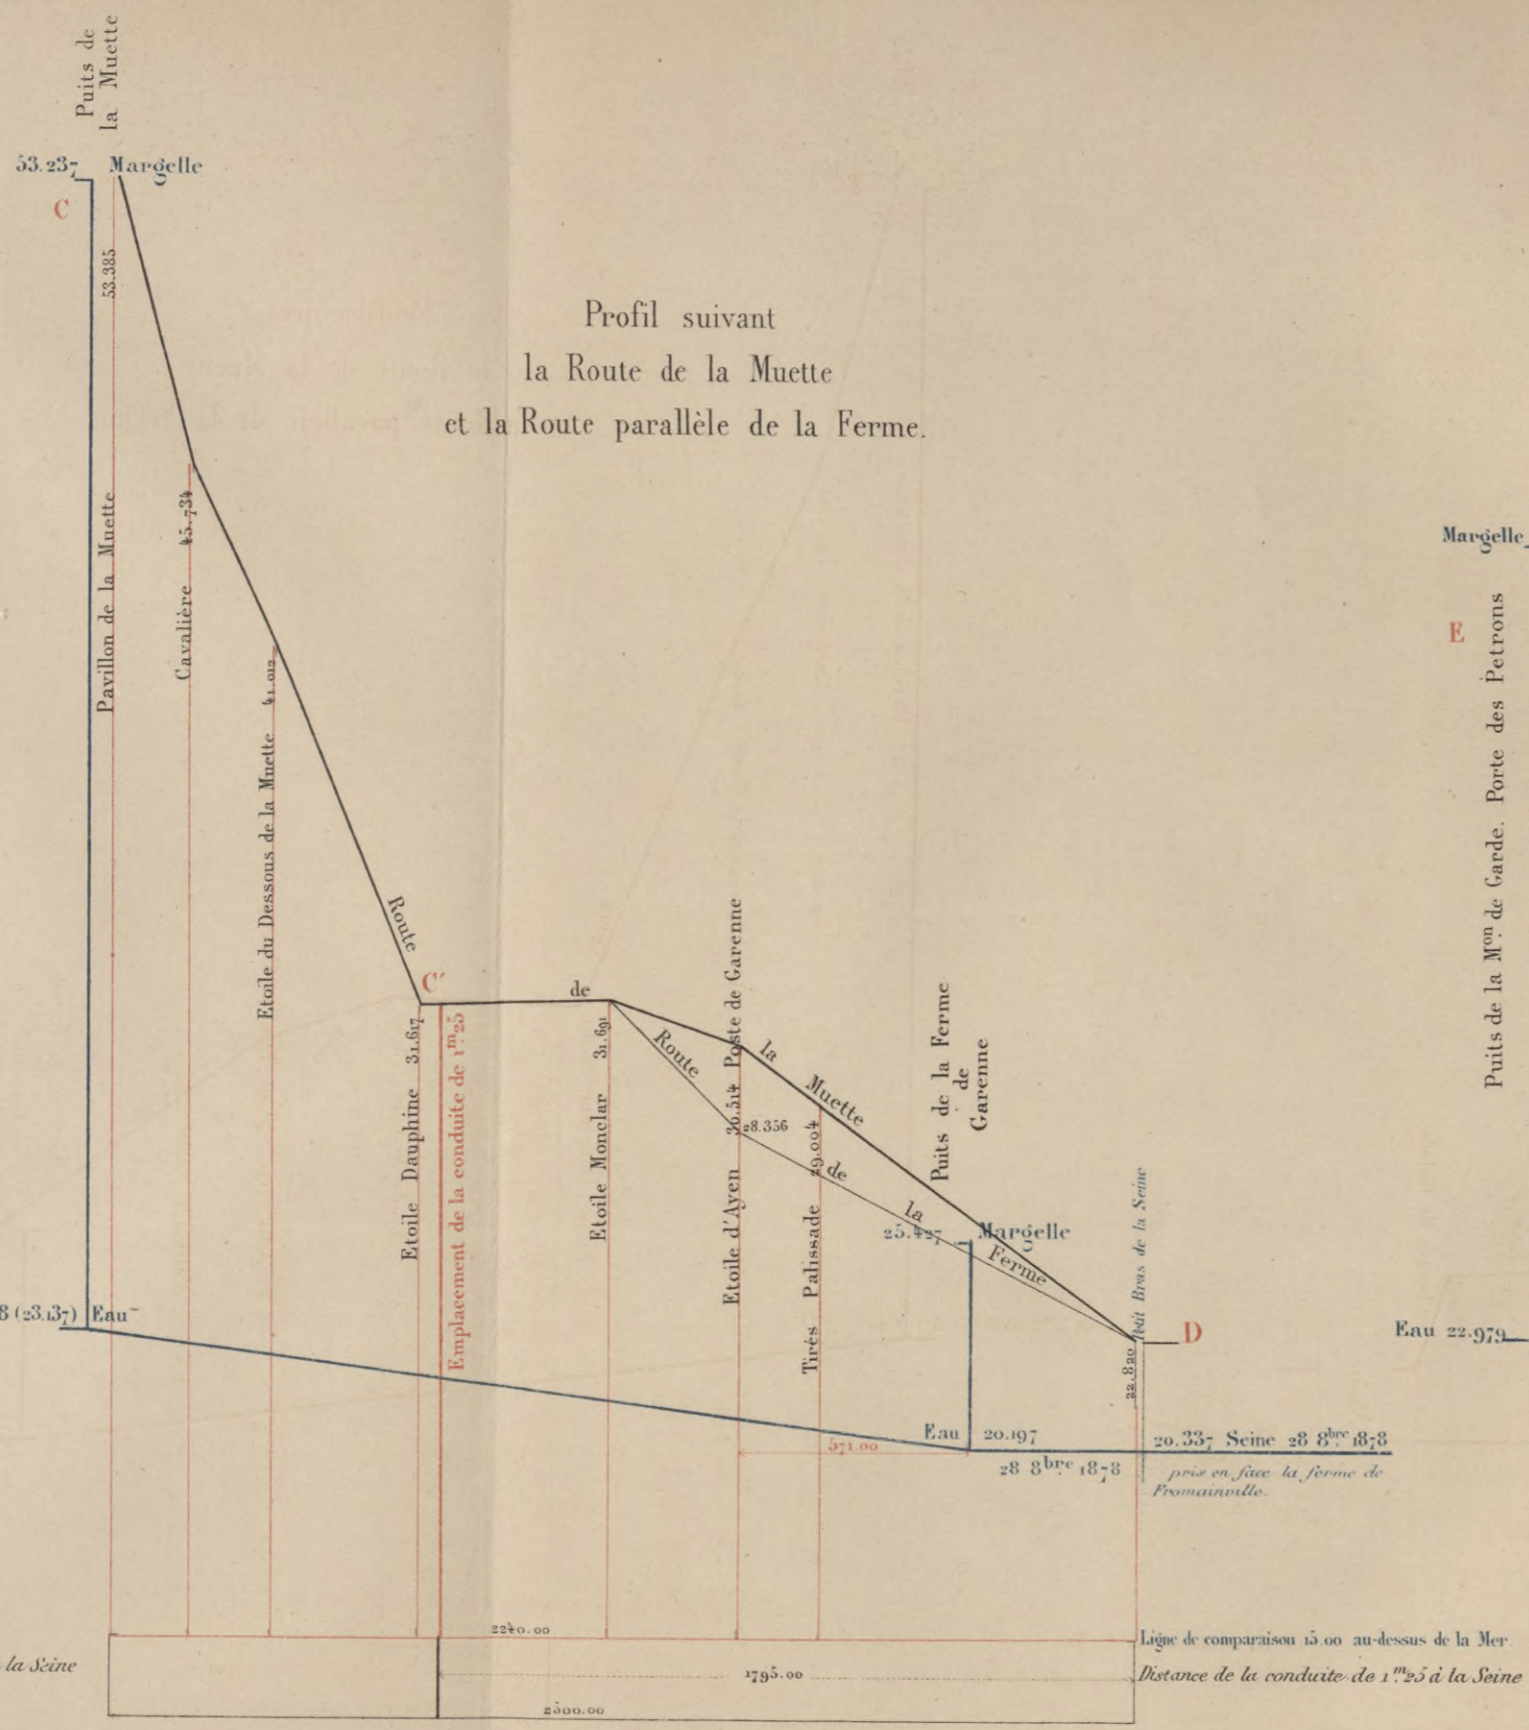 Puits de
la Muette
53.237 Margelle
C
53.385
Pavillon de la Muette
Cavalière 45.734
Etoile du Dessous de la Muette 41.012
Profil suivant
la Route de la Muette
et la Route parallèle de la Ferme.
Margelle
E
Puits de la Mon. de Garde. Porte des Petrons
Eau 22.979
Route
de
la
Muette
C'
Etoile Dauphine 31.617
Emplacement de la conduite de 1m.25
Etoile Monclar 31.691
Route
de
la
Ferme
Etoile d'Ayen 30.514 Poste de Garenne
28.356
Tirés Palissade 29.004
Puits de la Ferme
de
Garenne
25.427 Margelle
Petit Bras de la Seine
D
22.820
8 (23.137) Eau
Eau 20.197
28 8bre 1878
20.337 Seine 28 8bre 1878
pris en face la ferme de
Fromainville.
571.00
2240.00
Ligne de comparaison 15.00 au-dessus de la Mer
la Seine
1795.00
Distance de la conduite de 1m.25 à la Seine
2500.00